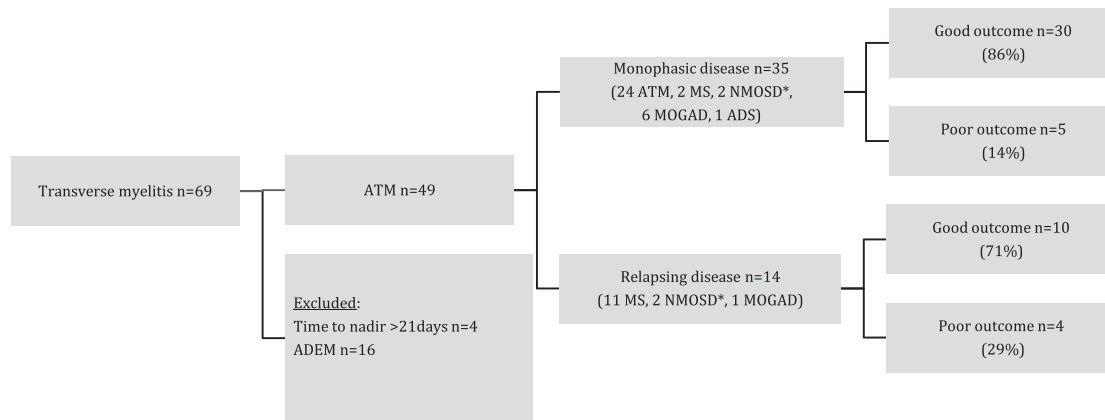 Transverse myelitis n=69
ATM n=49
Excluded:
Time to nadir >21days n=4
ADEM n=16
Monophasic disease n=35
(24 ATM, 2 MS, 2 NMOSD*,
6 MOGAD, 1 ADS)
Good outcome n=30
(86%)
Poor outcome n=5
(14%)
Relapsing disease n=14
(11 MS, 2 NMOSD*, 1 MOGAD)
Good outcome n=10
(71%)
Poor outcome n=4
(29%)